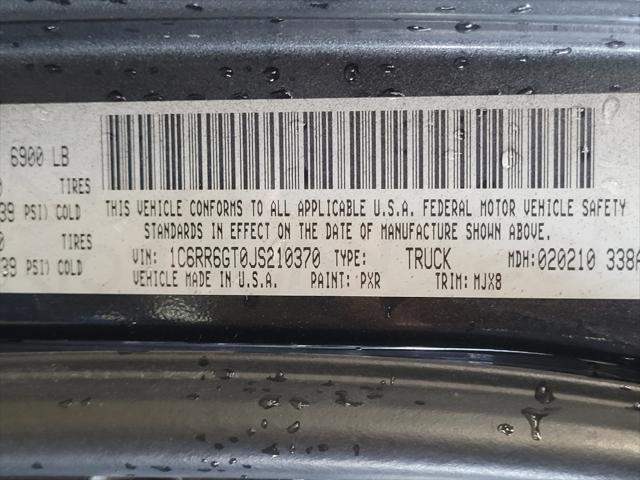 6900 LB
TIRES
39 PSI) COLD
TIRES
39 PSI) COLD
THIS VEHICLE CONFORMS TO ALL APPLICABLE U.S.A. FEDERAL MOTOR VEHICLE SAFETY
STANDARDS IN EFFECT ON THE DATE OF MANUFACTURE SHOWN ABOVE.
VIN: 1C6RR6GT0JS210370 TYPE: TRUCK MDH:020210 338A
VEHICLE MADE IN U.S.A. PAINT: PXR TRIM: MJX8